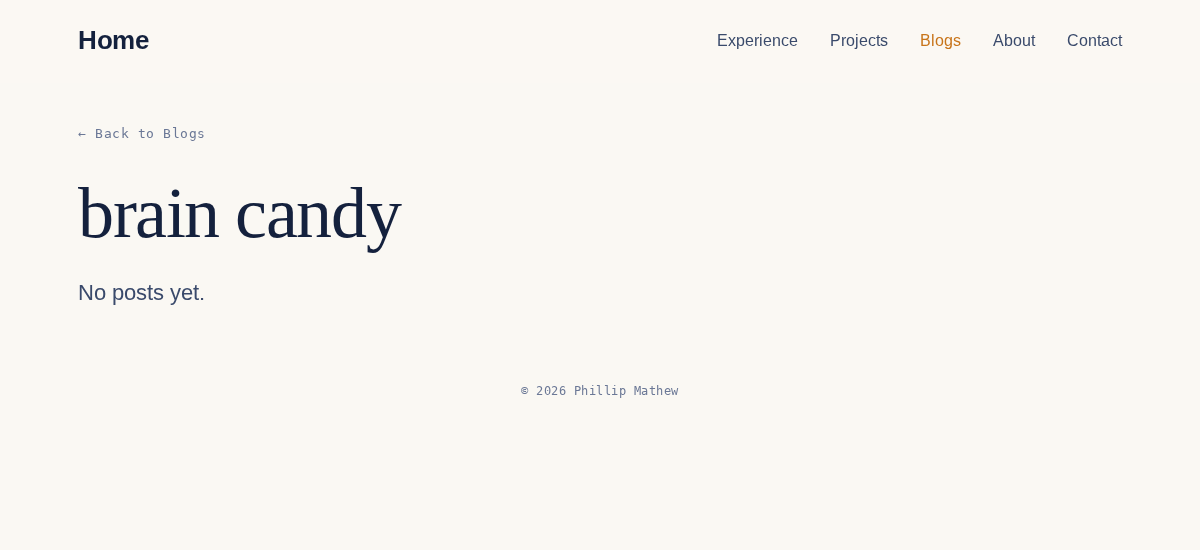 Home
Experience Projects Blogs About Contact
← Back to Blogs
brain candy
No posts yet.
© 2026 Phillip Mathew